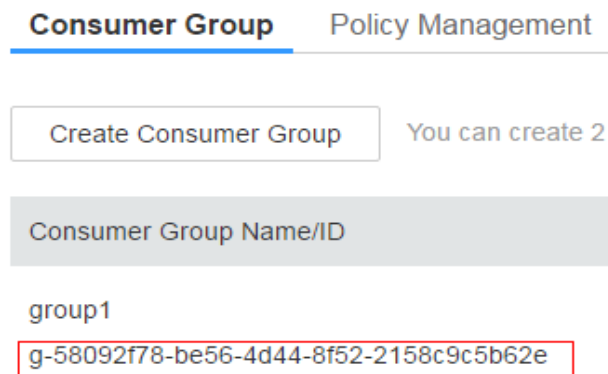 Consumer Group Policy Management
Create Consumer Group You can create 2
Consumer Group Name/ID
group1
g-58092f78-be56-4d44-8f52-2158c9c5b62e